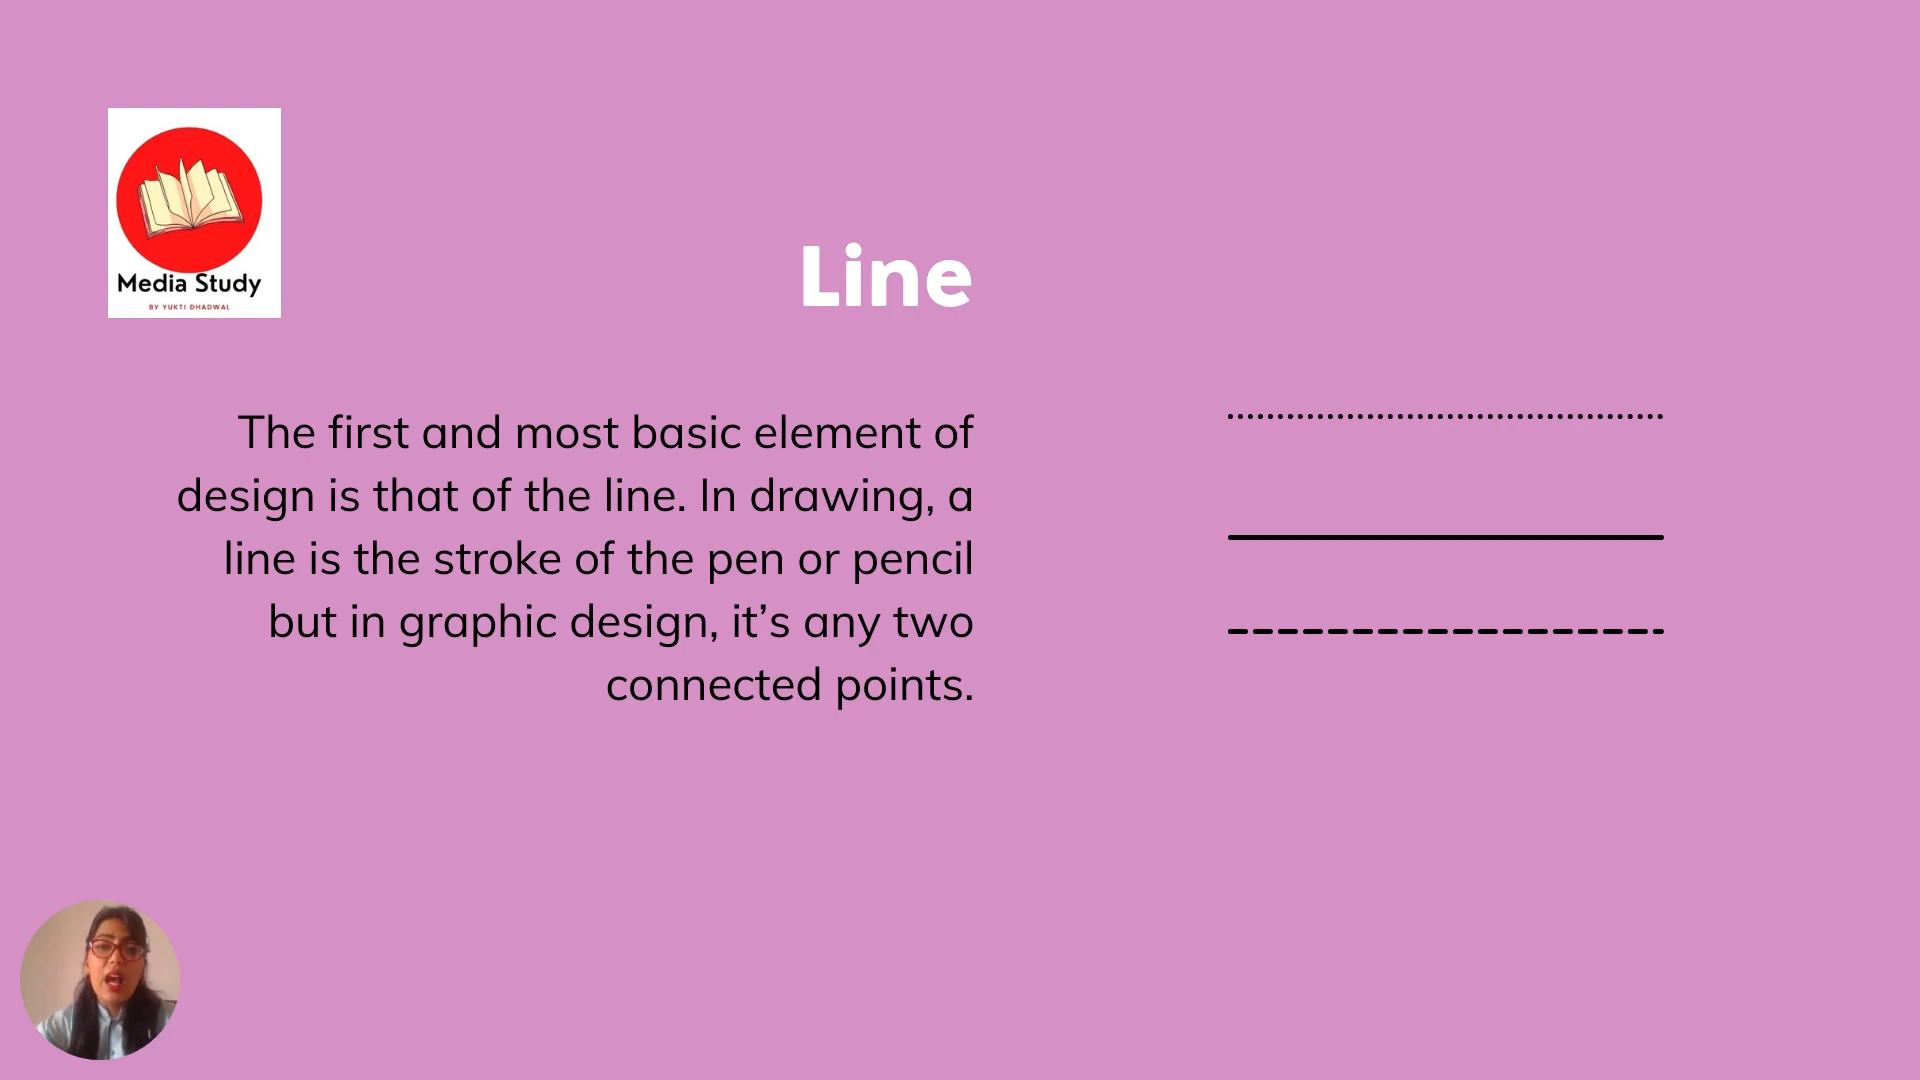 Media Study
BY YUKTI DHADWAL
Line
The first and most basic element of
design is that of the line. In drawing, a
line is the stroke of the pen or pencil
but in graphic design, it’s any two
connected points.